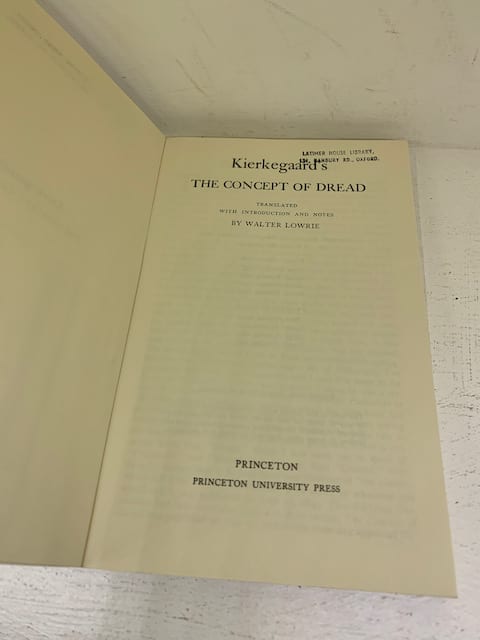 LATIMER HOUSE LIBRARY,
131, BANBURY RD., OXFORD.
Kierkegaard's
THE CONCEPT OF DREAD
TRANSLATED
WITH INTRODUCTION AND NOTES
BY WALTER LOWRIE
PRINCETON
PRINCETON UNIVERSITY PRESS